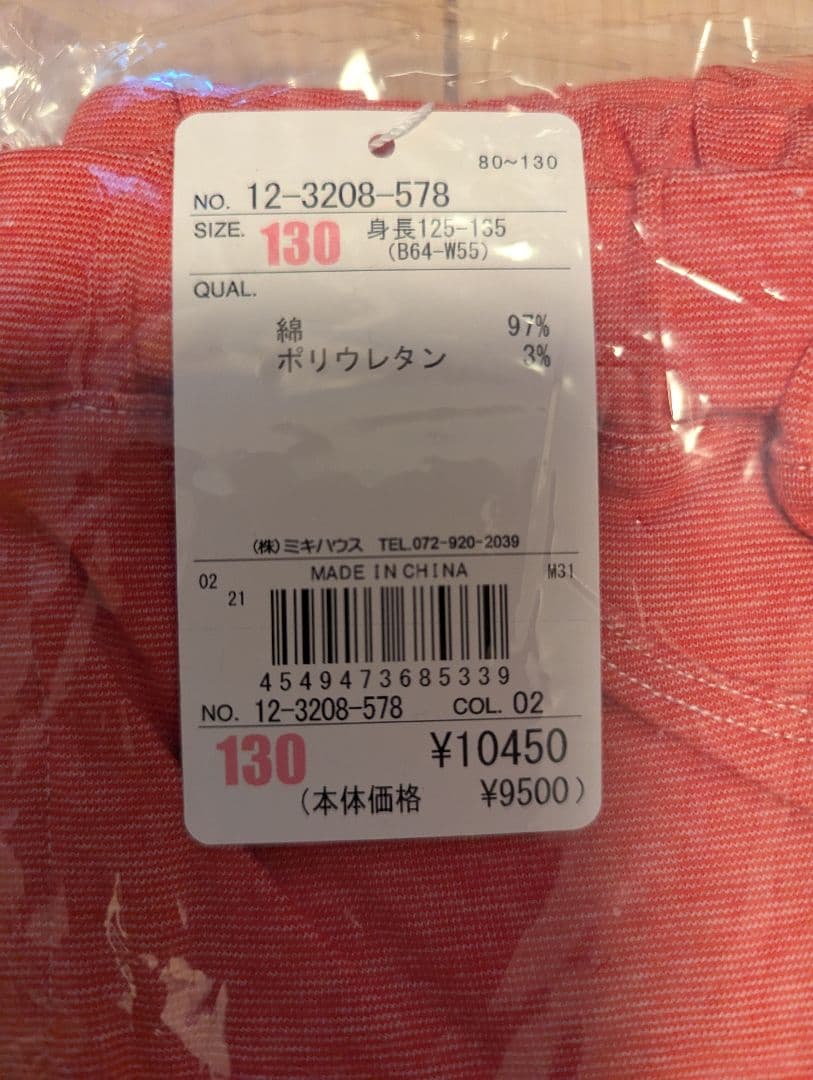 80~130
NO. 12-3208-578
SIZE. 130 身長125-135
(B64-W55)
QUAL.
綿 97%
ポリウレタン 3%
(株)ミキハウス TEL.072-920-2039
02 MADE IN CHINA M31
21
4549473685339
NO. 12-3208-578 COL. 02
130 ¥10450
(本体価格 ¥9500)